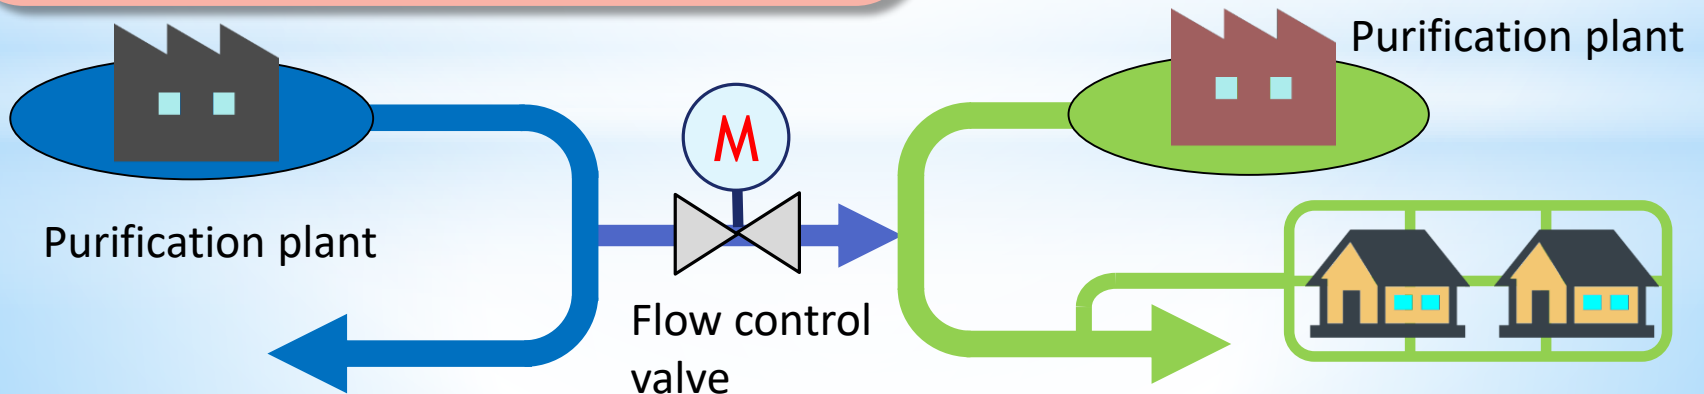 Purification plant
M
Purification plant
Flow control
valve